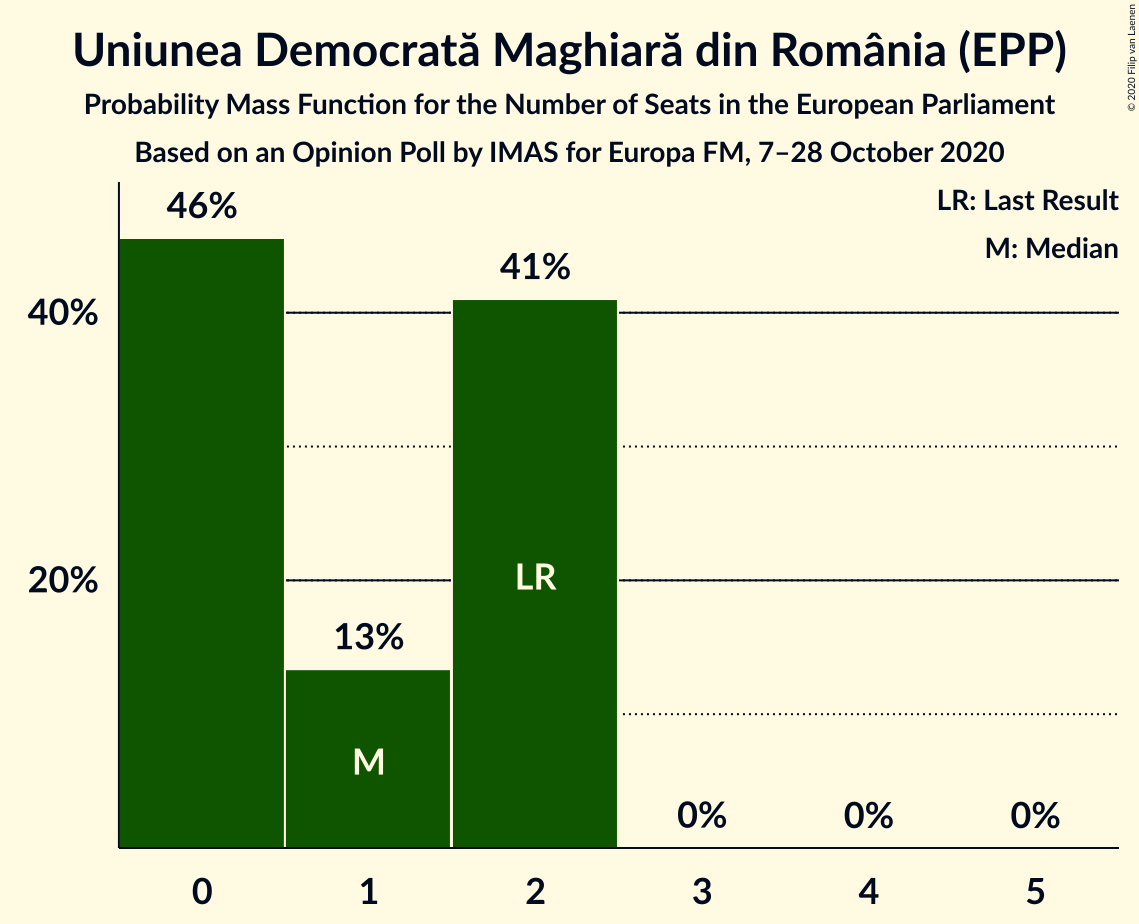 Uniunea Democrată Maghiară din România (EPP)
Probability Mass Function for the Number of Seats in the European Parliament
Based on an Opinion Poll by IMAS for Europa FM, 7–28 October 2020
© 2020 Filip van Laenen
LR: Last Result
M: Median
46%
41%
40%
LR
20%
13%
M
0%
0%
0%
0
1
2
3
4
5